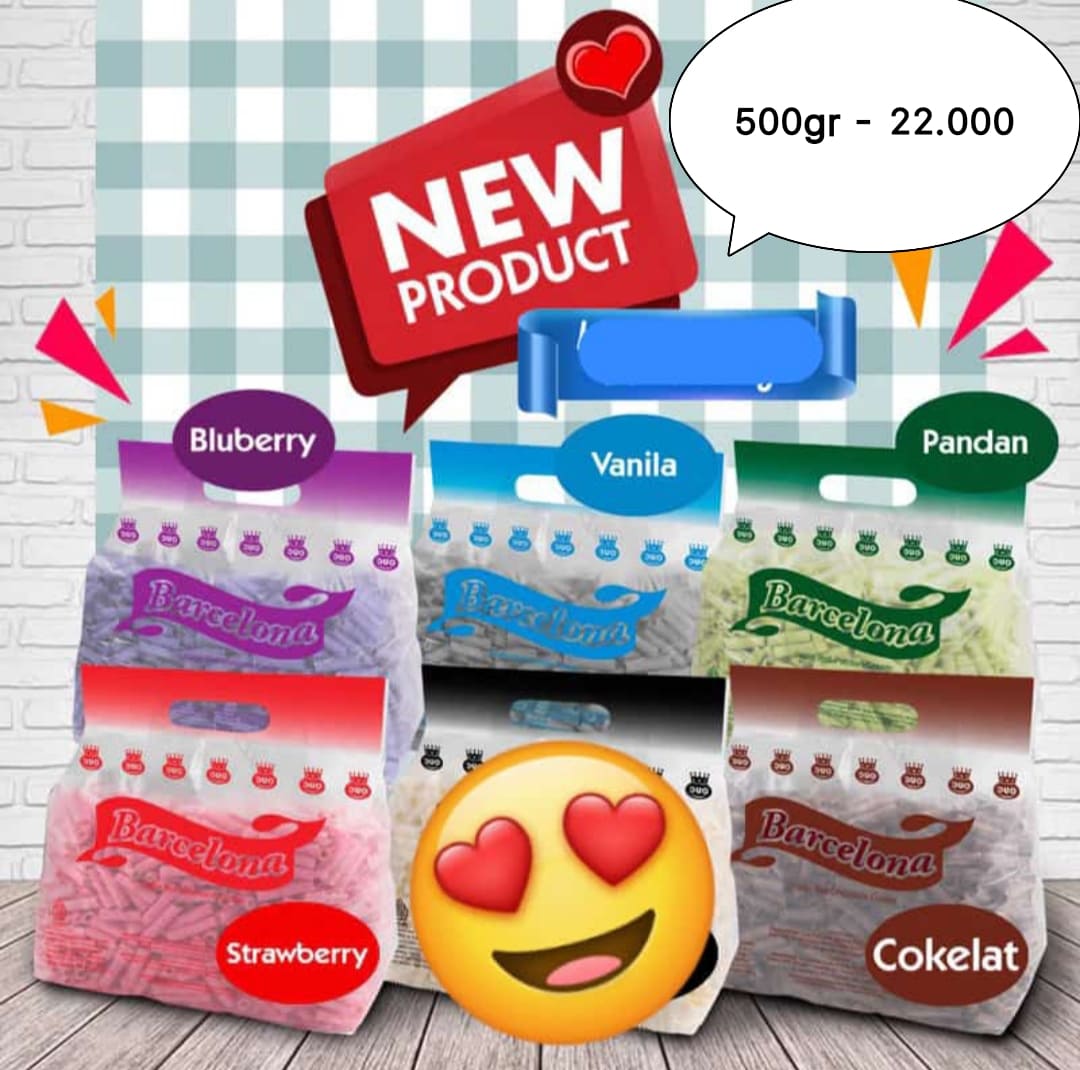 500gr - 22.000
NEW
PRODUCT
Bluberry
Vanila
Pandan
Barcelona
Barcelona
Barcelona
Barcelona
Barcelona
Strawberry
Cokelat